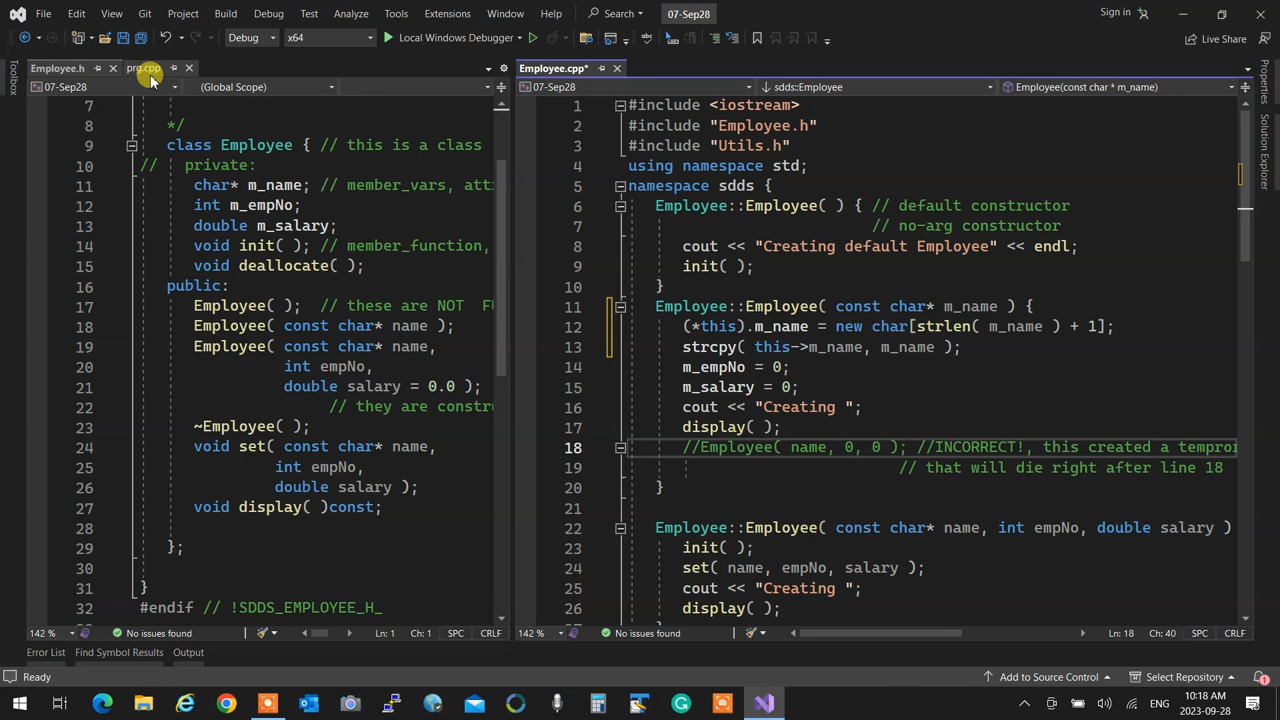 File Edit View Git Project Build Debug Test Analyze Tools Extensions Window Help Search 07-Sep28 Sign in
Debug x64 Local Windows Debugger Live Share
Toolbox
Employee.h prg.cpp
07-Sep28 (Global Scope)
7
8 */
9 class Employee { // this is a class
10 // private:
11 char* m_name; // member_vars, att
12 int m_empNo;
13 double m_salary;
14 void init( ); // member_function,
15 void deallocate( );
16 public:
17 Employee( ); // these are NOT FU
18 Employee( const char* name );
19 Employee( const char* name,
20 int empNo,
21 double salary = 0.0 );
22 // they are constr
23 ~Employee( );
24 void set( const char* name,
25 int empNo,
26 double salary );
27 void display( )const;
28
29 };
30
31 }
32 #endif // !SDDS_EMPLOYEE_H_
142 % No issues found Ln: 1 Ch: 1 SPC CRLF
Employee.cpp*
07-Sep28 sdds::Employee Employee(const char * m_name)
1 #include <iostream>
2 #include "Employee.h"
3 #include "Utils.h"
4 using namespace std;
5 namespace sdds {
6 Employee::Employee( ) { // default constructor
7 // no-arg constructor
8 cout << "Creating default Employee" << endl;
9 init( );
10 }
11 Employee::Employee( const char* m_name ) {
12 (*this).m_name = new char[strlen( m_name ) + 1];
13 strcpy( this->m_name, m_name );
14 m_empNo = 0;
15 m_salary = 0;
16 cout << "Creating ";
17 display( );
18 //Employee( name, 0, 0 ); //INCORRECT!, this created a tempror
19 // that will die right after line 18
20 }
21
22 Employee::Employee( const char* name, int empNo, double salary )
23 init( );
24 set( name, empNo, salary );
25 cout << "Creating ";
26 display( );
142 % No issues found Ln: 18 Ch: 40 SPC CRLF
Properties
Solution Explorer
Error List Find Symbol Results Output
Ready Add to Source Control Select Repository 1
ENG 10:18 AM 2023-09-28